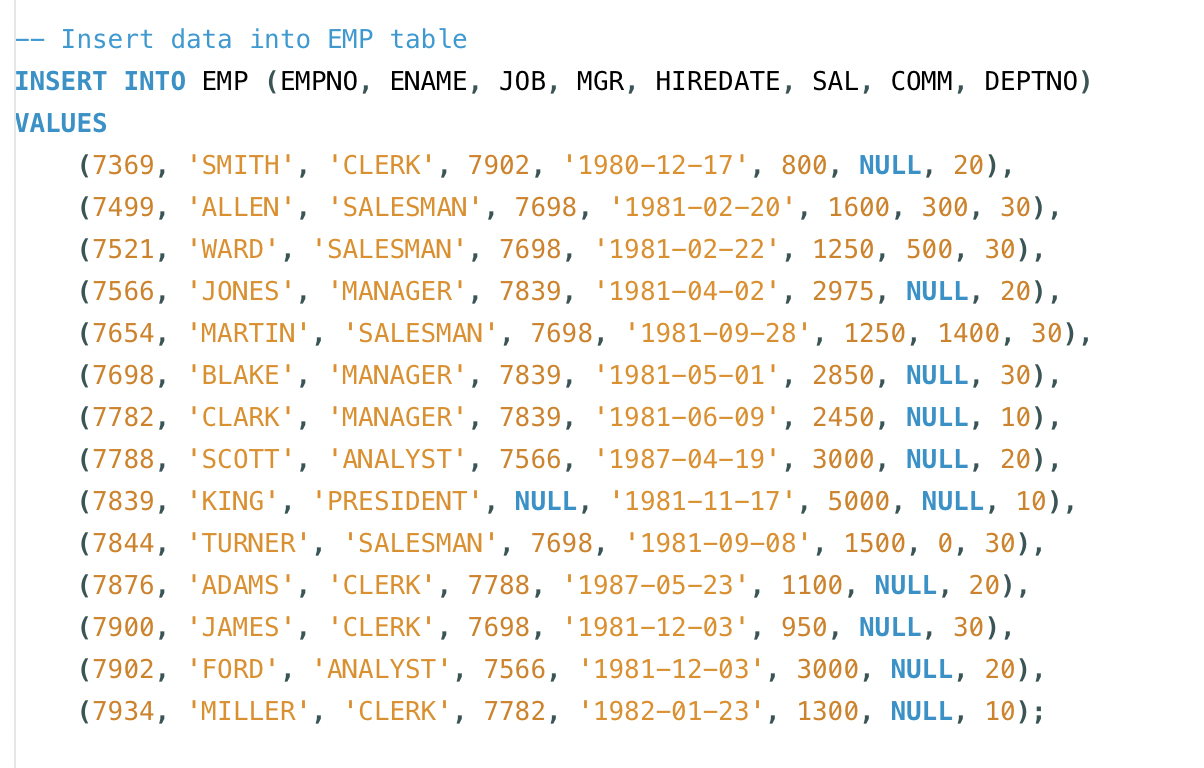 -- Insert data into EMP table
INSERT INTO EMP (EMPNO, ENAME, JOB, MGR, HIREDATE, SAL, COMM, DEPTNO)
VALUES
    (7369, 'SMITH', 'CLERK', 7902, '1980-12-17', 800, NULL, 20),
    (7499, 'ALLEN', 'SALESMAN', 7698, '1981-02-20', 1600, 300, 30),
    (7521, 'WARD', 'SALESMAN', 7698, '1981-02-22', 1250, 500, 30),
    (7566, 'JONES', 'MANAGER', 7839, '1981-04-02', 2975, NULL, 20),
    (7654, 'MARTIN', 'SALESMAN', 7698, '1981-09-28', 1250, 1400, 30),
    (7698, 'BLAKE', 'MANAGER', 7839, '1981-05-01', 2850, NULL, 30),
    (7782, 'CLARK', 'MANAGER', 7839, '1981-06-09', 2450, NULL, 10),
    (7788, 'SCOTT', 'ANALYST', 7566, '1987-04-19', 3000, NULL, 20),
    (7839, 'KING', 'PRESIDENT', NULL, '1981-11-17', 5000, NULL, 10),
    (7844, 'TURNER', 'SALESMAN', 7698, '1981-09-08', 1500, 0, 30),
    (7876, 'ADAMS', 'CLERK', 7788, '1987-05-23', 1100, NULL, 20),
    (7900, 'JAMES', 'CLERK', 7698, '1981-12-03', 950, NULL, 30),
    (7902, 'FORD', 'ANALYST', 7566, '1981-12-03', 3000, NULL, 20),
    (7934, 'MILLER', 'CLERK', 7782, '1982-01-23', 1300, NULL, 10);